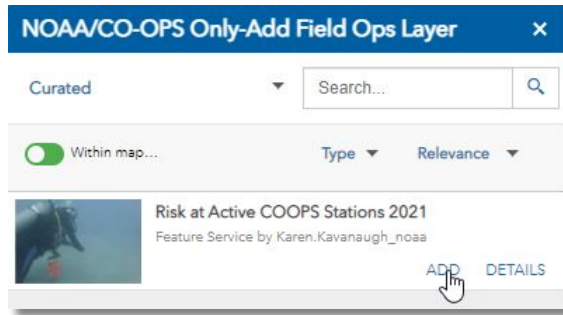 NOAA/CO-OPS Only-Add Field Ops Layer ×
Curated Search...
Within map... Type Relevance
Risk at Active COOPS Stations 2021
Feature Service by Karen.Kavanaugh_noaa
ADD DETAILS